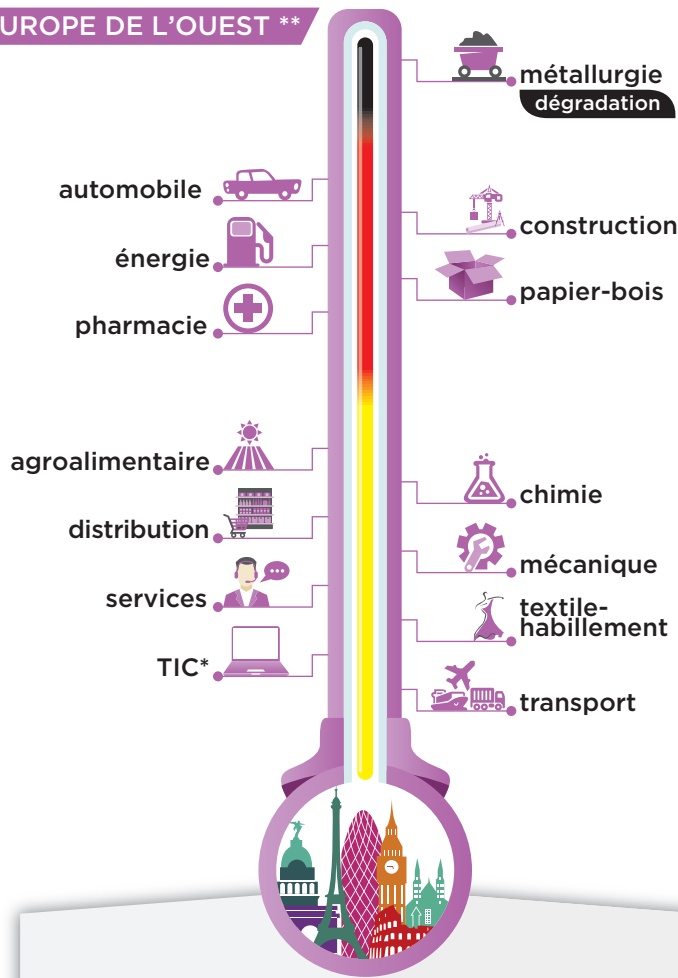 UROPE DE L'OUEST **
métallurgie
dégradation
automobile
construction
énergie
papier-bois
pharmacie
agroalimentaire
chimie
distribution
mécanique
services
textile-
habillement
TIC*
transport